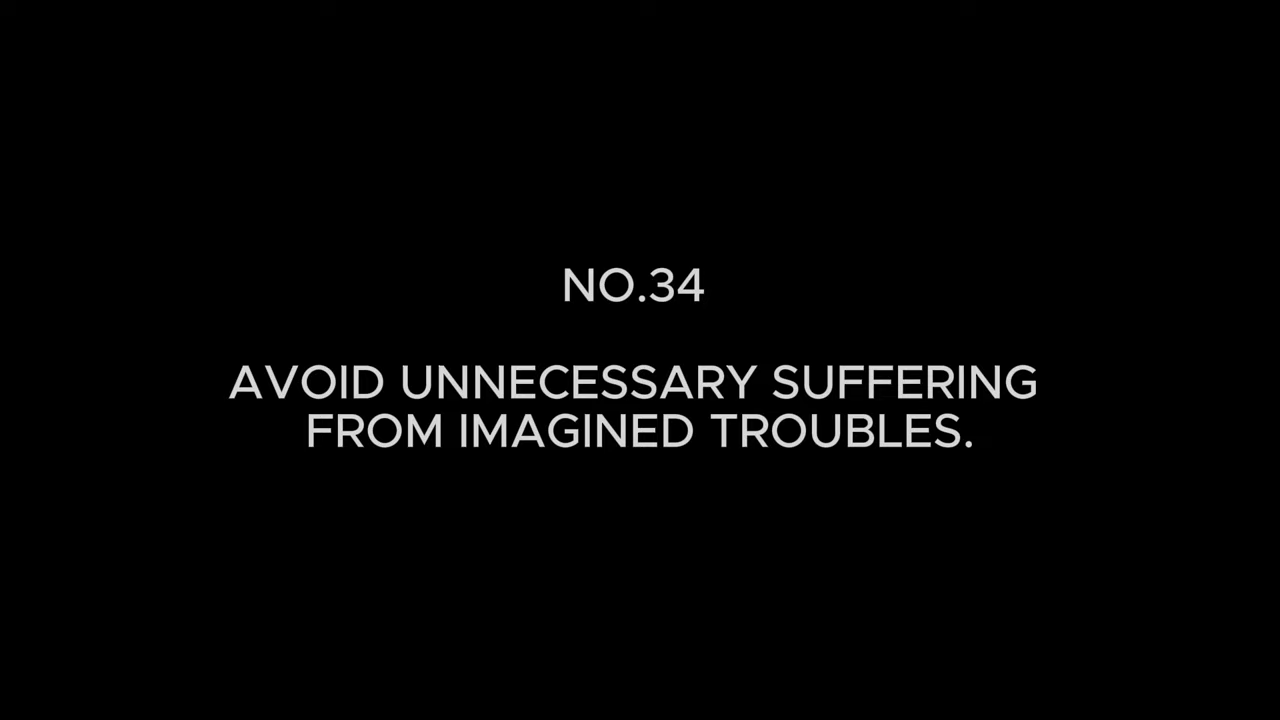 NO.34
AVOID UNNECESSARY SUFFERING
FROM IMAGINED TROUBLES.